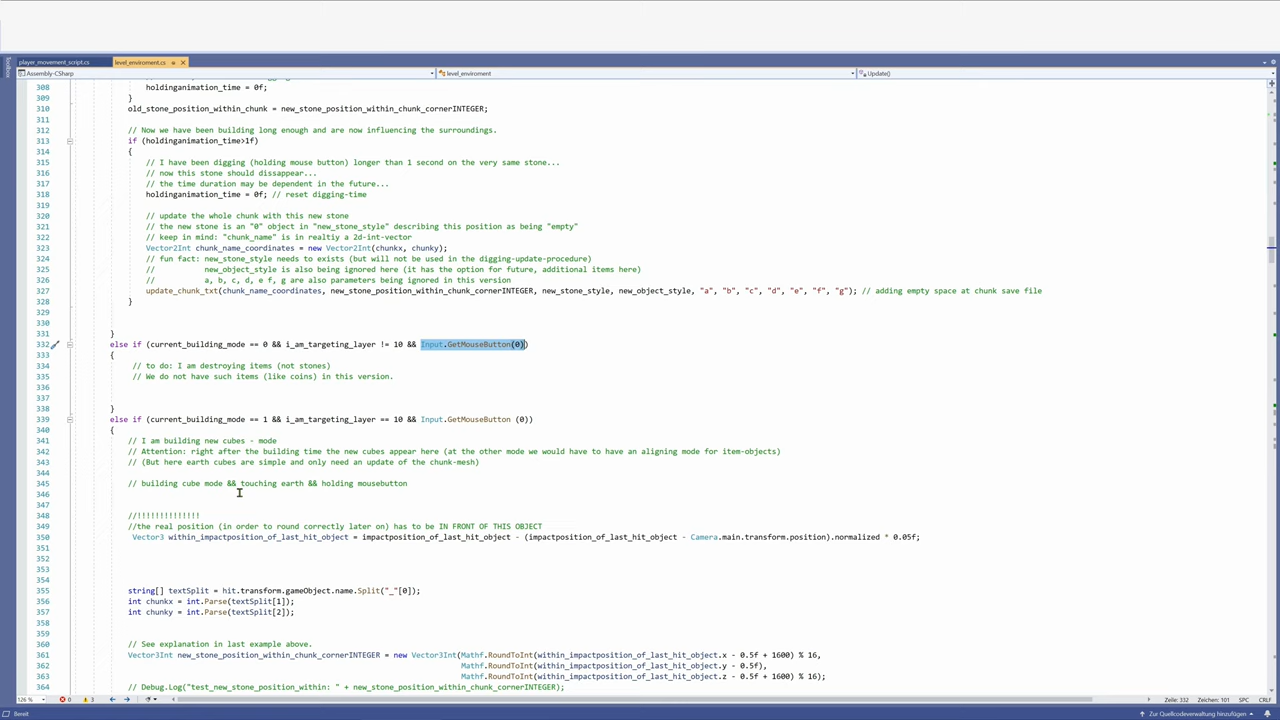 player_movement_script.cs level_enviroment.cs
Toolbox
Assembly-CSharp level_enviroment Update()
308 holdinganimation_time = 0f;
309 }
310 old_stone_position_within_chunk = new_stone_position_within_chunk_cornerINTEGER;
311
312 // Now we have been building long enough and are now influencing the surroundings.
313 if (holdinganimation_time>1f)
314 {
315 // I have been digging (holding mouse button) longer than 1 second on the very same stone...
316 // now this stone should dissappear...
317 // the time duration may be dependent in the future...
318 holdinganimation_time = 0f; // reset digging-time
319
320 // update the whole chunk with this new stone
321 // the new stone is an "0" object in "new_stone_style" describing this position as being "empty"
322 // keep in mind: "chunk_name" is in realtiy a 2d-int-vector
323 Vector2Int chunk_name_coordinates = new Vector2Int(chunkx, chunky);
324 // fun fact: new_stone_style needs to exists (but will not be used in the digging-update-procedure)
325 // new_object_style is also being ignored here (it has the option for future, additional items here)
326 // a, b, c, d, e f, g are also parameters being ignored in this version
327 update_chunk_txt(chunk_name_coordinates, new_stone_position_within_chunk_cornerINTEGER, new_stone_style, new_object_style, "a", "b", "c", "d", "e", "f", "g"); // adding empty space at chunk save file
328 }
329
330
331 }
332 else if (current_building_mode == 0 && i_am_targeting_layer != 10 && Input.GetMouseButton(0))
333 {
334 // to do: I am destroying items (not stones)
335 // We do not have such items (like coins) in this version.
336
337
338 }
339 else if (current_building_mode == 1 && i_am_targeting_layer == 10 && Input.GetMouseButton (0))
340 {
341 // I am building new cubes - mode
342 // Attention: right after the building time the new cubes appear here (at the other mode we would have to have an aligning mode for item-objects)
343 // (But here earth cubes are simple and only need an update of the chunk-mesh)
344
345 // building cube mode && touching earth && holding mousebutton
346
347
348 //!!!!!!!!!!!!!!
349 //the real position (in order to round correctly later on) has to be IN FRONT OF THIS OBJECT
350 Vector3 within_impactposition_of_last_hit_object = impactposition_of_last_hit_object - (impactposition_of_last_hit_object - Camera.main.transform.position).normalized * 0.05f;
351
352
353
354
355 string[] textSplit = hit.transform.gameObject.name.Split("_"[0]);
356 int chunkx = int.Parse(textSplit[1]);
357 int chunky = int.Parse(textSplit[2]);
358
359
360 // See explanation in last example above.
361 Vector3Int new_stone_position_within_chunk_cornerINTEGER = new Vector3Int(Mathf.RoundToInt(within_impactposition_of_last_hit_object.x - 0.5f + 1600) % 16,
362 Mathf.RoundToInt(within_impactposition_of_last_hit_object.y - 0.5f),
363 Mathf.RoundToInt(within_impactposition_of_last_hit_object.z - 0.5f + 1600) % 16);
364 // Debug.Log("test_new_stone_position_within: " + new_stone_position_within_chunk_cornerINTEGER);
126 % 0 3 Zeile: 332 Zeichen: 101 SPC CRLF
Bereit Zur Quellcodeverwaltung hinzufügen